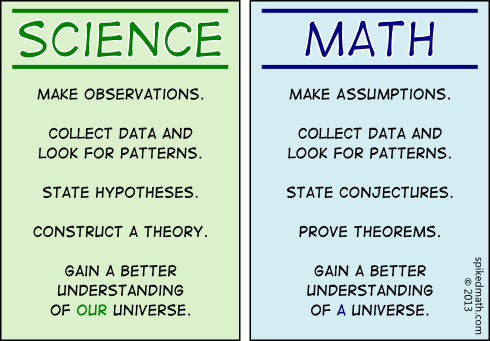 SCIENCE
MAKE OBSERVATIONS.
COLLECT DATA AND
LOOK FOR PATTERNS.
STATE HYPOTHESES.
CONSTRUCT A THEORY.
GAIN A BETTER
UNDERSTANDING
OF OUR UNIVERSE.
MATH
MAKE ASSUMPTIONS.
COLLECT DATA AND
LOOK FOR PATTERNS.
STATE CONJECTURES.
PROVE THEOREMS.
GAIN A BETTER
UNDERSTANDING
OF A UNIVERSE.
spikedmath.com
© 2013